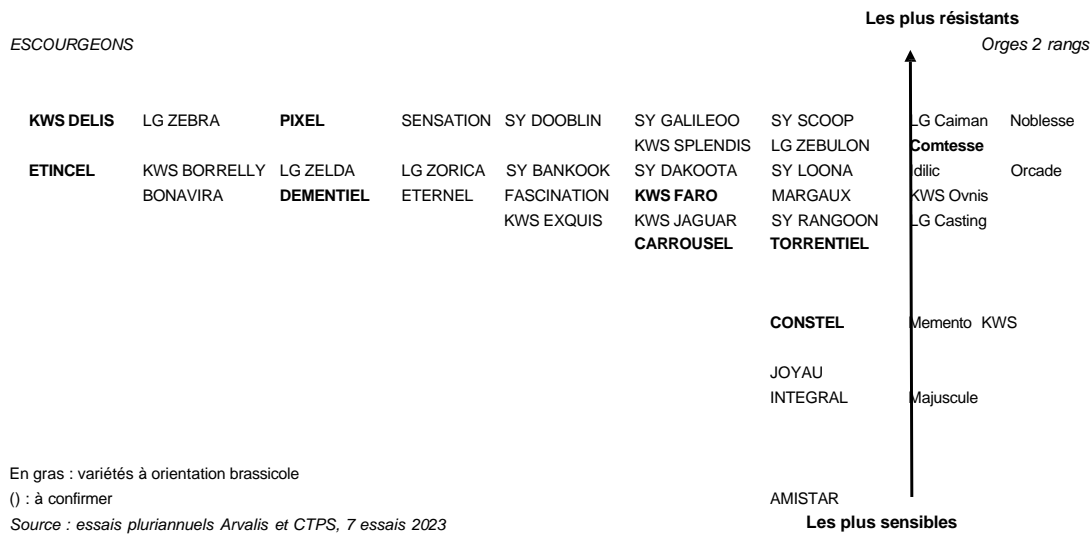 Les plus résistants
ESCOURGEONS Orges 2 rangs
KWS DELIS LG ZEBRA PIXEL SENSATION SY DOOBLIN SY GALILEOO SY SCOOP LG Caiman Noblesse
KWS SPLENDIS LG ZEBULON Comtesse
ETINCEL KWS BORRELLY LG ZELDA LG ZORICA SY BANKOOK SY DAKOOTA SY LOONA Idilic Orcade
BONAVIRA DEMENTIEL ETERNEL FASCINATION KWS FARO MARGAUX KWS Ovnis
KWS EXQUIS KWS JAGUAR SY RANGOON LG Casting
CARROUSEL TORRENTIEL
CONSTEL Memento KWS
JOYAU
INTEGRAL Majuscule
En gras : variétés à orientation brassicole
() : à confirmer AMISTAR
Source : essais pluriannuels Arvalis et CTPS, 7 essais 2023 Les plus sensibles